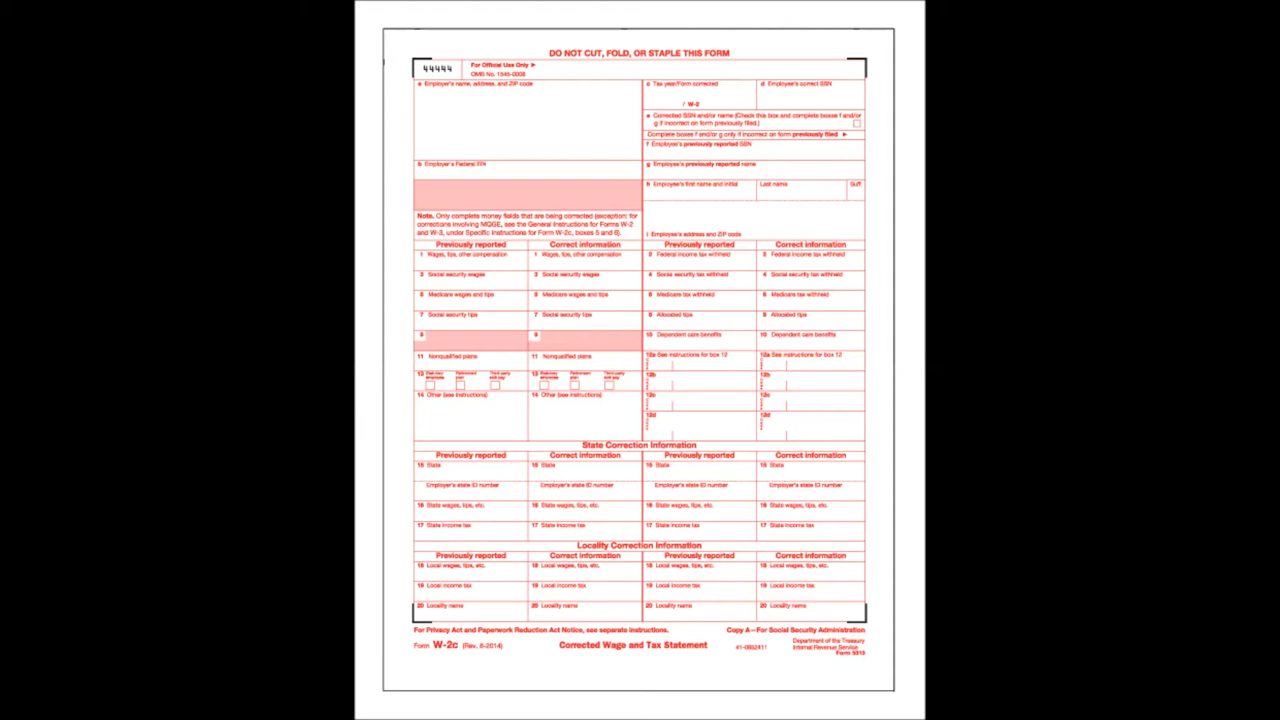 DO NOT CUT, FOLD, OR STAPLE THIS FORM
44444
For Official Use Only ►
OMB No. 1545-0008
a Employer's name, address, and ZIP code
c Tax year/Form corrected
/ W-2
d Employee's correct SSN
e Corrected SSN and/or name (Check this box and complete boxes f and/or
g if incorrect on form previously filed.)
Complete boxes f and/or g only if incorrect on form previously filed ►
f Employee's previously reported SSN
b Employer's Federal EIN
g Employee's previously reported name
h Employee's first name and initial
Last name
Suff.
Note. Only complete money fields that are being corrected (exception: for
corrections involving MQGE, see the General Instructions for Forms W-2
and W-3, under Specific Instructions for Form W-2c, boxes 5 and 6).
i Employee's address and ZIP code
Previously reported Correct information Previously reported Correct information
1 Wages, tips, other compensation 1 Wages, tips, other compensation 2 Federal income tax withheld 2 Federal income tax withheld
3 Social security wages 3 Social security wages 4 Social security tax withheld 4 Social security tax withheld
5 Medicare wages and tips 5 Medicare wages and tips 6 Medicare tax withheld 6 Medicare tax withheld
7 Social security tips 7 Social security tips 8 Allocated tips 8 Allocated tips
9 9 10 Dependent care benefits 10 Dependent care benefits
11 Nonqualified plans 11 Nonqualified plans 12a See instructions for box 12 12a See instructions for box 12
13 Statutory employee Retirement plan Third-party sick pay 13 Statutory employee Retirement plan Third-party sick pay 12b 12b
14 Other (see instructions) 14 Other (see instructions) 12c 12c
12d 12d
State Correction Information
Previously reported Correct information Previously reported Correct information
15 State 15 State 15 State 15 State
Employer's state ID number Employer's state ID number Employer's state ID number Employer's state ID number
16 State wages, tips, etc. 16 State wages, tips, etc. 16 State wages, tips, etc. 16 State wages, tips, etc.
17 State income tax 17 State income tax 17 State income tax 17 State income tax
Locality Correction Information
Previously reported Correct information Previously reported Correct information
18 Local wages, tips, etc. 18 Local wages, tips, etc. 18 Local wages, tips, etc. 18 Local wages, tips, etc.
19 Local income tax 19 Local income tax 19 Local income tax 19 Local income tax
20 Locality name 20 Locality name 20 Locality name 20 Locality name
For Privacy Act and Paperwork Reduction Act Notice, see separate instructions. Copy A—For Social Security Administration
Form W-2c (Rev. 8-2014) Corrected Wage and Tax Statement
Department of the Treasury
Internal Revenue Service